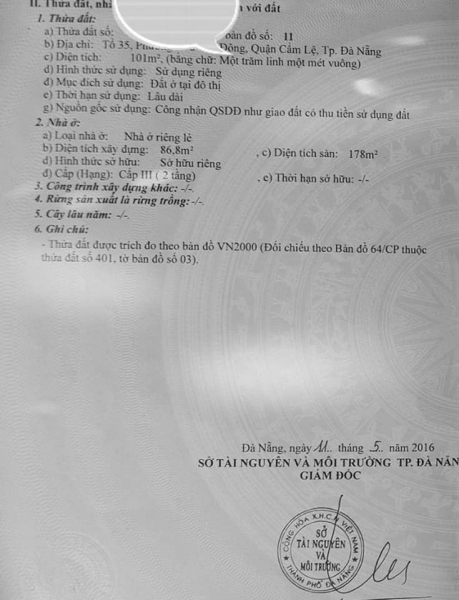 II. Thửa đất, nhà với đất
1. Thửa đất:
a) Thửa đất số: bản đồ số: 11
b) Địa chỉ: Tổ 35, Động, Quận Cẩm Lệ, Tp. Đà Nẵng
c) Diện tích: 101m², (bằng chữ: Một trăm linh một mét vuông)
d) Hình thức sử dụng: Sử dụng riêng
đ) Mục đích sử dụng: Đất ở tại đô thị
e) Thời hạn sử dụng: Lâu dài
g) Nguồn gốc sử dụng: Công nhận QSDĐ như giao đất có thu tiền sử dụng đất
2. Nhà ở:
a) Loại nhà ở: Nhà ở riêng lẻ
b) Diện tích xây dựng: 86,8m² , c) Diện tích sàn: 178m²
d) Hình thức sở hữu: Sở hữu riêng
đ) Cấp (Hạng): Cấp III ( 2 tầng) , e) Thời hạn sở hữu: -/-
3. Công trình xây dựng khác: -/-
4. Rừng sản xuất là rừng trồng: -/-
5. Cây lâu năm: -/-
6. Ghi chú:
- Thửa đất được trích đo theo bản đồ VN2000 (Đối chiếu theo Bản đồ 64/CP thuộc
thửa đất số 401, tờ bản đồ số 03).
Đà Nẵng, ngày 11.. tháng 5.. năm 2016
SỞ TÀI NGUYÊN VÀ MÔI TRƯỜNG TP. ĐÀ NẴN
GIÁM ĐỐC
CỘNG HÒA X.H.C.N VIỆT NAM
SỞ
TÀI NGUYÊN
VÀ
MÔI TRƯỜNG
THÀNH PHỐ ĐÀ NẴNG